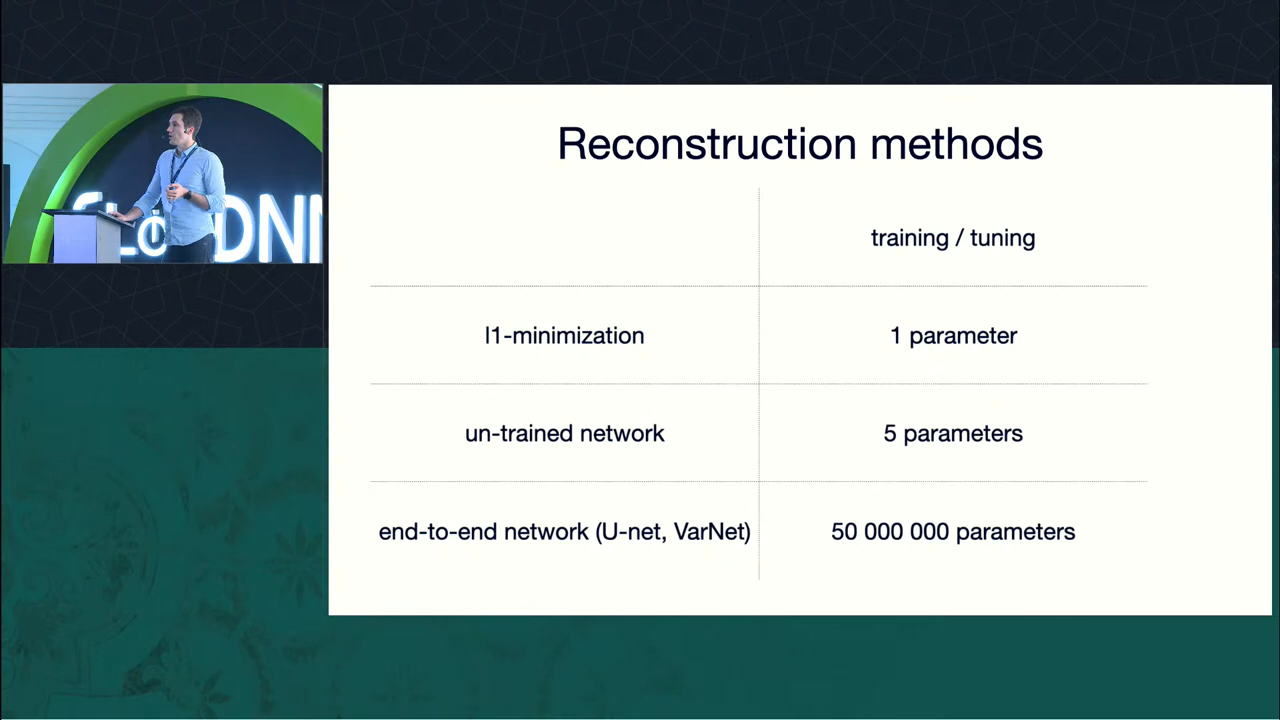 Reconstruction methods
training / tuning
l1-minimization
1 parameter
un-trained network
5 parameters
end-to-end network (U-net, VarNet)
50 000 000 parameters